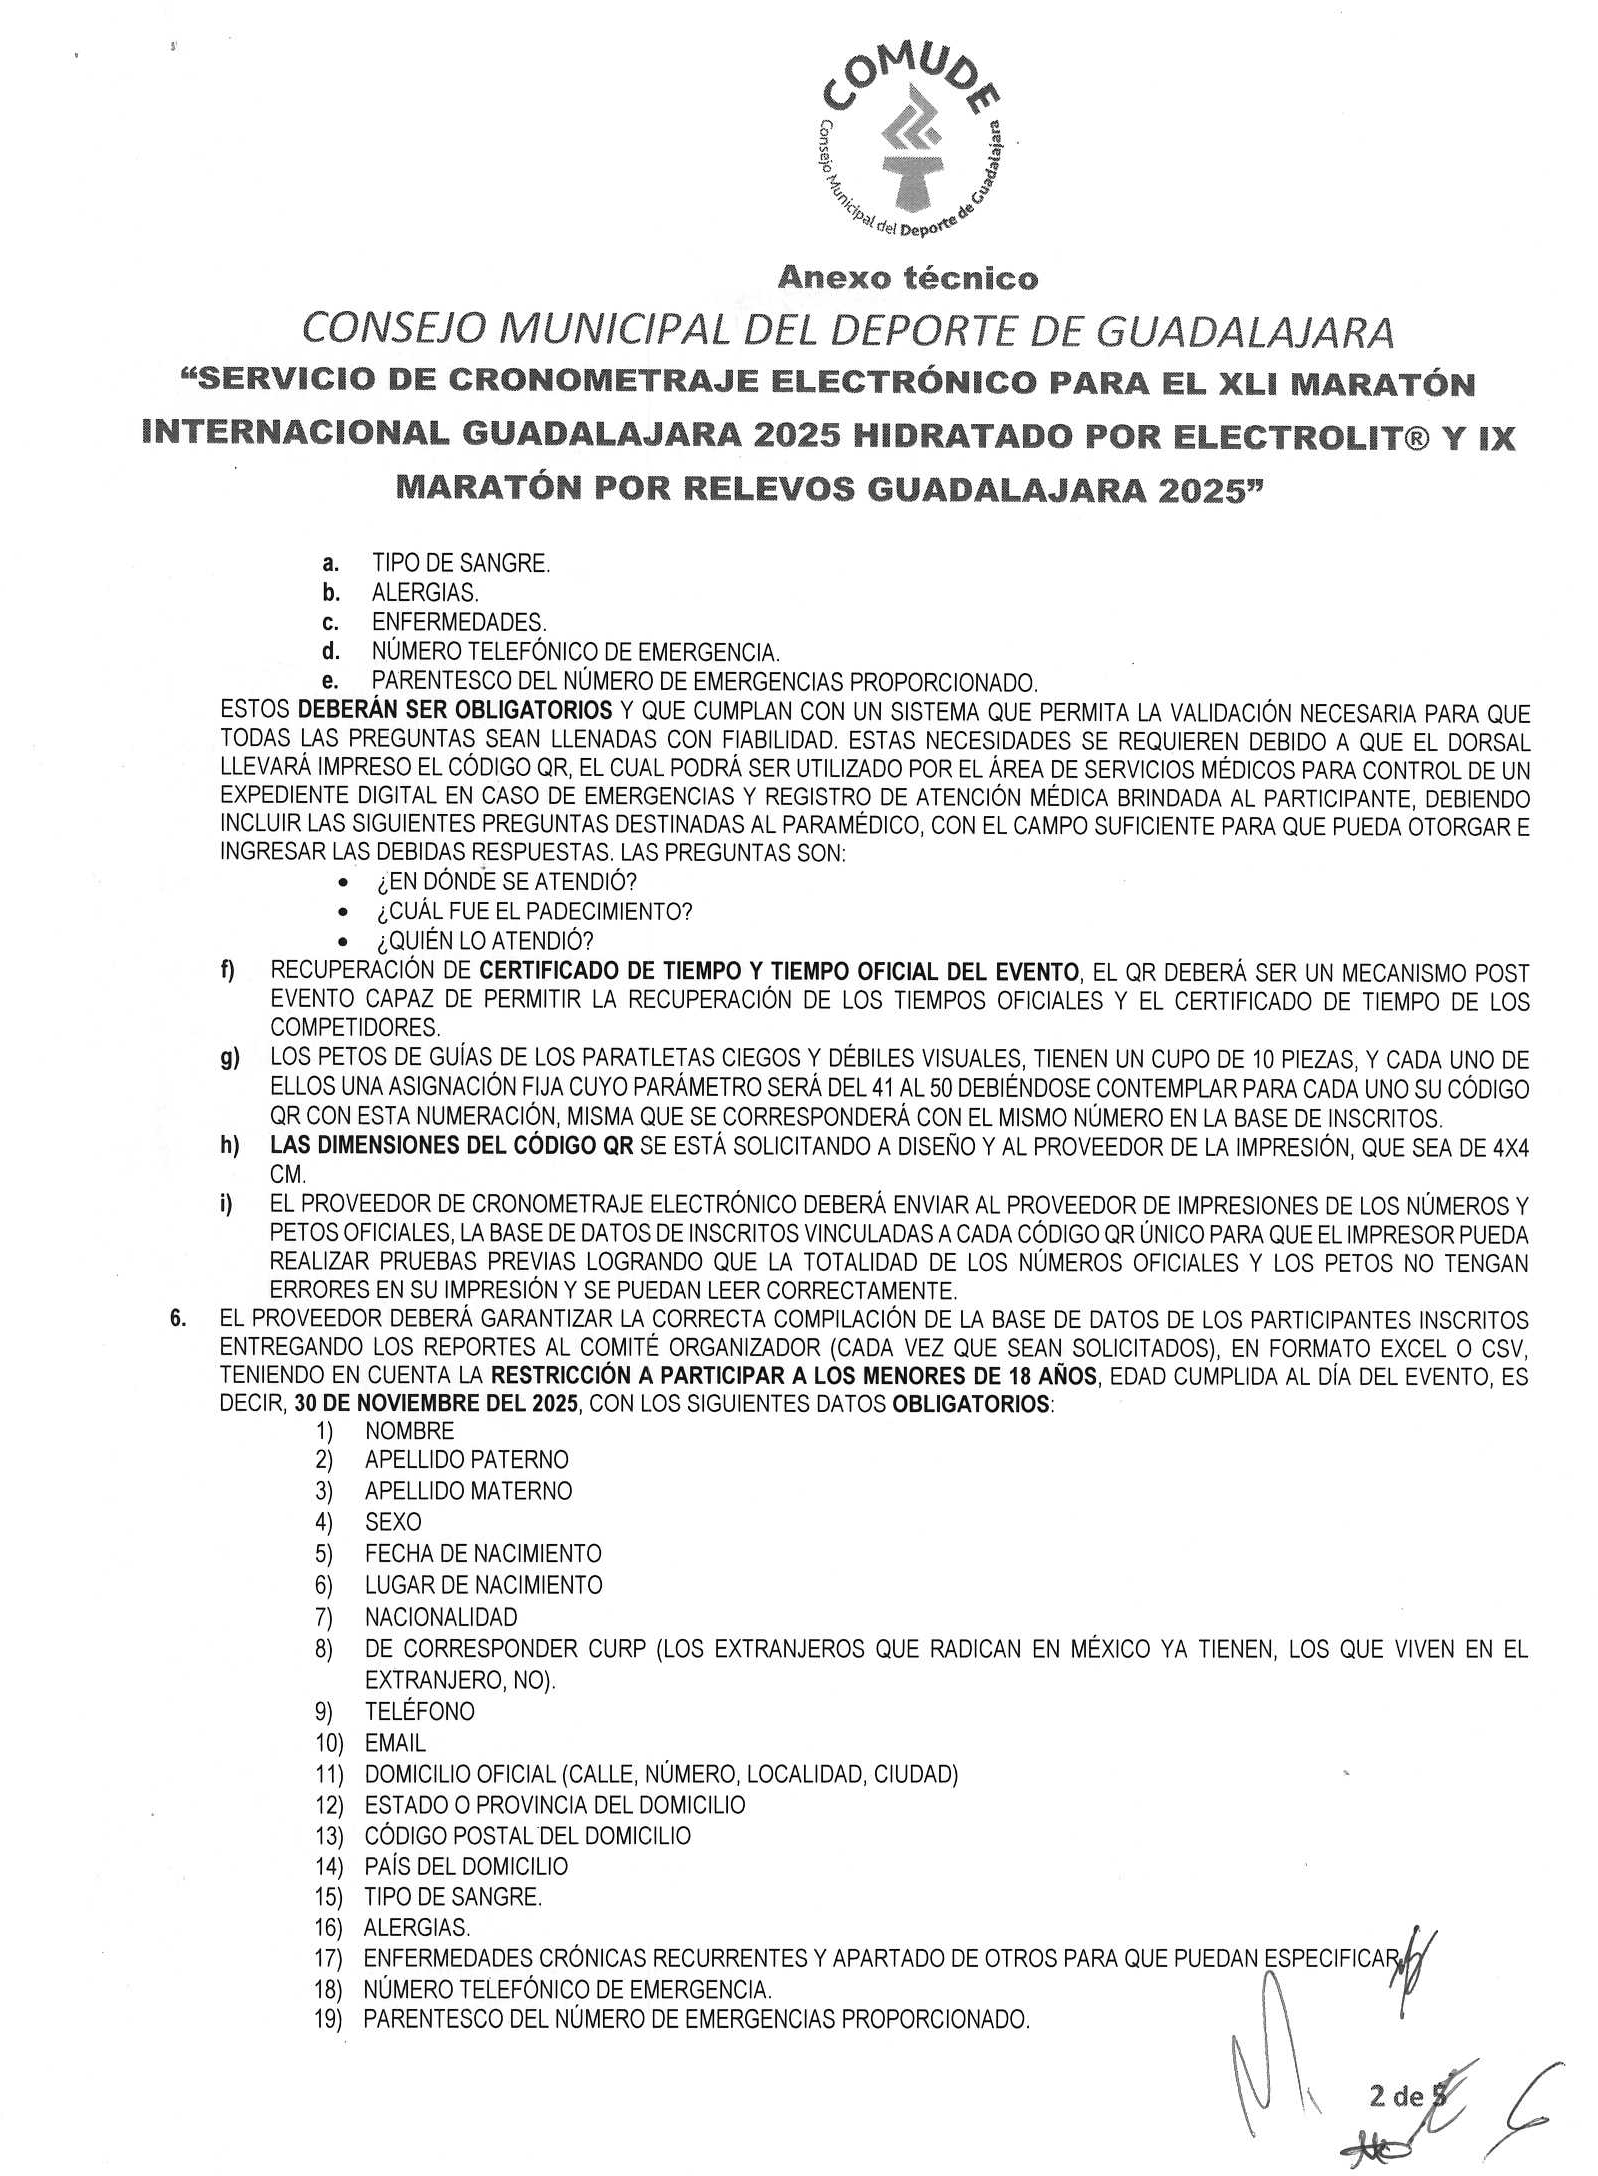 COMUDE
Consejo Municipal del Deporte de Guadalajara
Anexo técnico
CONSEJO MUNICIPAL DEL DEPORTE DE GUADALAJARA
“SERVICIO DE CRONOMETRAJE ELECTRÓNICO PARA EL XLI MARATÓN
INTERNACIONAL GUADALAJARA 2025 HIDRATADO POR ELECTROLIT® Y IX
MARATÓN POR RELEVOS GUADALAJARA 2025”
a. TIPO DE SANGRE.
b. ALERGIAS.
c. ENFERMEDADES.
d. NÚMERO TELEFÓNICO DE EMERGENCIA.
e. PARENTESCO DEL NÚMERO DE EMERGENCIAS PROPORCIONADO.
ESTOS DEBERÁN SER OBLIGATORIOS Y QUE CUMPLAN CON UN SISTEMA QUE PERMITA LA VALIDACIÓN NECESARIA PARA QUE
TODAS LAS PREGUNTAS SEAN LLENADAS CON FIABILIDAD. ESTAS NECESIDADES SE REQUIEREN DEBIDO A QUE EL DORSAL
LLEVARÁ IMPRESO EL CÓDIGO QR, EL CUAL PODRÁ SER UTILIZADO POR EL ÁREA DE SERVICIOS MÉDICOS PARA CONTROL DE UN
EXPEDIENTE DIGITAL EN CASO DE EMERGENCIAS Y REGISTRO DE ATENCIÓN MÉDICA BRINDADA AL PARTICIPANTE, DEBIENDO
INCLUIR LAS SIGUIENTES PREGUNTAS DESTINADAS AL PARAMÉDICO, CON EL CAMPO SUFICIENTE PARA QUE PUEDA OTORGAR E
INGRESAR LAS DEBIDAS RESPUESTAS. LAS PREGUNTAS SON:
• ¿EN DÓNDE SE ATENDIÓ?
• ¿CUÁL FUE EL PADECIMIENTO?
• ¿QUIÉN LO ATENDIÓ?
f) RECUPERACIÓN DE CERTIFICADO DE TIEMPO Y TIEMPO OFICIAL DEL EVENTO, EL QR DEBERÁ SER UN MECANISMO POST
EVENTO CAPAZ DE PERMITIR LA RECUPERACIÓN DE LOS TIEMPOS OFICIALES Y EL CERTIFICADO DE TIEMPO DE LOS
COMPETIDORES.
g) LOS PETOS DE GUÍAS DE LOS PARATLETAS CIEGOS Y DÉBILES VISUALES, TIENEN UN CUPO DE 10 PIEZAS, Y CADA UNO DE
ELLOS UNA ASIGNACIÓN FIJA CUYO PARÁMETRO SERÁ DEL 41 AL 50 DEBIÉNDOSE CONTEMPLAR PARA CADA UNO SU CÓDIGO
QR CON ESTA NUMERACIÓN, MISMA QUE SE CORRESPONDERÁ CON EL MISMO NÚMERO EN LA BASE DE INSCRITOS.
h) LAS DIMENSIONES DEL CÓDIGO QR SE ESTÁ SOLICITANDO A DISEÑO Y AL PROVEEDOR DE LA IMPRESIÓN, QUE SEA DE 4X4
CM.
i) EL PROVEEDOR DE CRONOMETRAJE ELECTRÓNICO DEBERÁ ENVIAR AL PROVEEDOR DE IMPRESIONES DE LOS NÚMEROS Y
PETOS OFICIALES, LA BASE DE DATOS DE INSCRITOS VINCULADAS A CADA CÓDIGO QR ÚNICO PARA QUE EL IMPRESOR PUEDA
REALIZAR PRUEBAS PREVIAS LOGRANDO QUE LA TOTALIDAD DE LOS NÚMEROS OFICIALES Y LOS PETOS NO TENGAN
ERRORES EN SU IMPRESIÓN Y SE PUEDAN LEER CORRECTAMENTE.
6. EL PROVEEDOR DEBERÁ GARANTIZAR LA CORRECTA COMPILACIÓN DE LA BASE DE DATOS DE LOS PARTICIPANTES INSCRITOS
ENTREGANDO LOS REPORTES AL COMITÉ ORGANIZADOR (CADA VEZ QUE SEAN SOLICITADOS), EN FORMATO EXCEL O CSV,
TENIENDO EN CUENTA LA RESTRICCIÓN A PARTICIPAR A LOS MENORES DE 18 AÑOS, EDAD CUMPLIDA AL DÍA DEL EVENTO, ES
DECIR, 30 DE NOVIEMBRE DEL 2025, CON LOS SIGUIENTES DATOS OBLIGATORIOS:
1) NOMBRE
2) APELLIDO PATERNO
3) APELLIDO MATERNO
4) SEXO
5) FECHA DE NACIMIENTO
6) LUGAR DE NACIMIENTO
7) NACIONALIDAD
8) DE CORRESPONDER CURP (LOS EXTRANJEROS QUE RADICAN EN MÉXICO YA TIENEN, LOS QUE VIVEN EN EL
EXTRANJERO, NO).
9) TELÉFONO
10) EMAIL
11) DOMICILIO OFICIAL (CALLE, NÚMERO, LOCALIDAD, CIUDAD)
12) ESTADO O PROVINCIA DEL DOMICILIO
13) CÓDIGO POSTAL DEL DOMICILIO
14) PAÍS DEL DOMICILIO
15) TIPO DE SANGRE.
16) ALERGIAS.
17) ENFERMEDADES CRÓNICAS RECURRENTES Y APARTADO DE OTROS PARA QUE PUEDAN ESPECIFICAR
18) NÚMERO TELEFÓNICO DE EMERGENCIA.
19) PARENTESCO DEL NÚMERO DE EMERGENCIAS PROPORCIONADO.
2 de 5